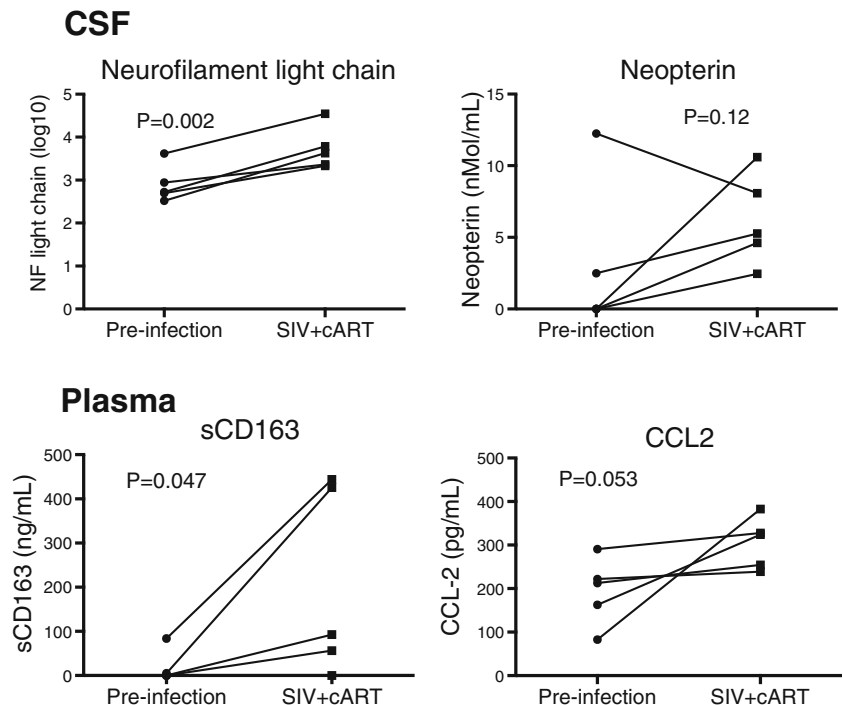 CSF
Neurofilament light chain
NF light chain (log10)
5
4
3
2
1
0
P=0.002
Pre-infection
SIV+cART
Neopterin
Neopterin (nMol/mL)
15
10
5
0
P=0.12
Pre-infection
SIV+cART
Plasma
sCD163
sCD163 (ng/mL)
500
400
300
200
100
0
P=0.047
Pre-infection
SIV+cART
CCL2
CCL-2 (pg/mL)
500
400
300
200
100
0
P=0.053
Pre-infection
SIV+cART